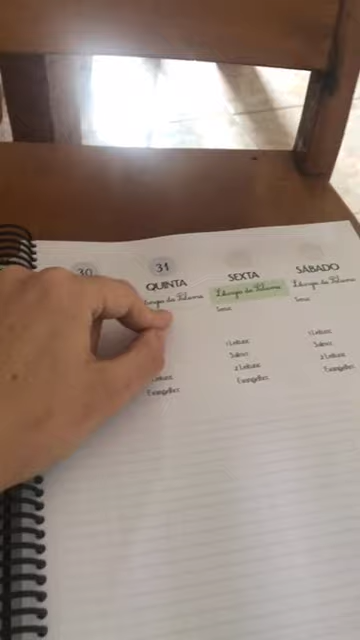 30
31
QUINTA
SEXTA
SÁBADO
Liturgia da Palavra
Liturgia da Palavra
Tema:
Tema:
1 Leitura:
Salmo:
2 Leitura:
Evangelho:
1 Leitura:
Salmo:
2 Leitura:
Evangelho:
Evangelho: